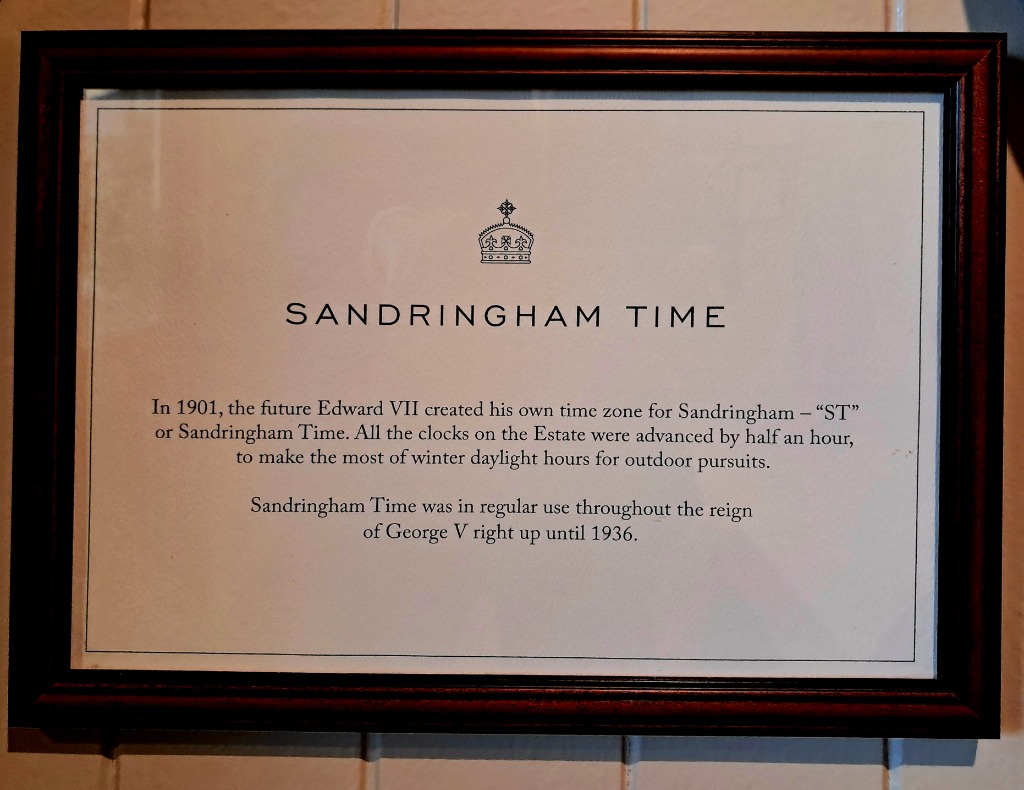 SANDRINGHAM TIME
In 1901, the future Edward VII created his own time zone for Sandringham – “ST”
or Sandringham Time. All the clocks on the Estate were advanced by half an hour,
to make the most of winter daylight hours for outdoor pursuits.
Sandringham Time was in regular use throughout the reign
of George V right up until 1936.